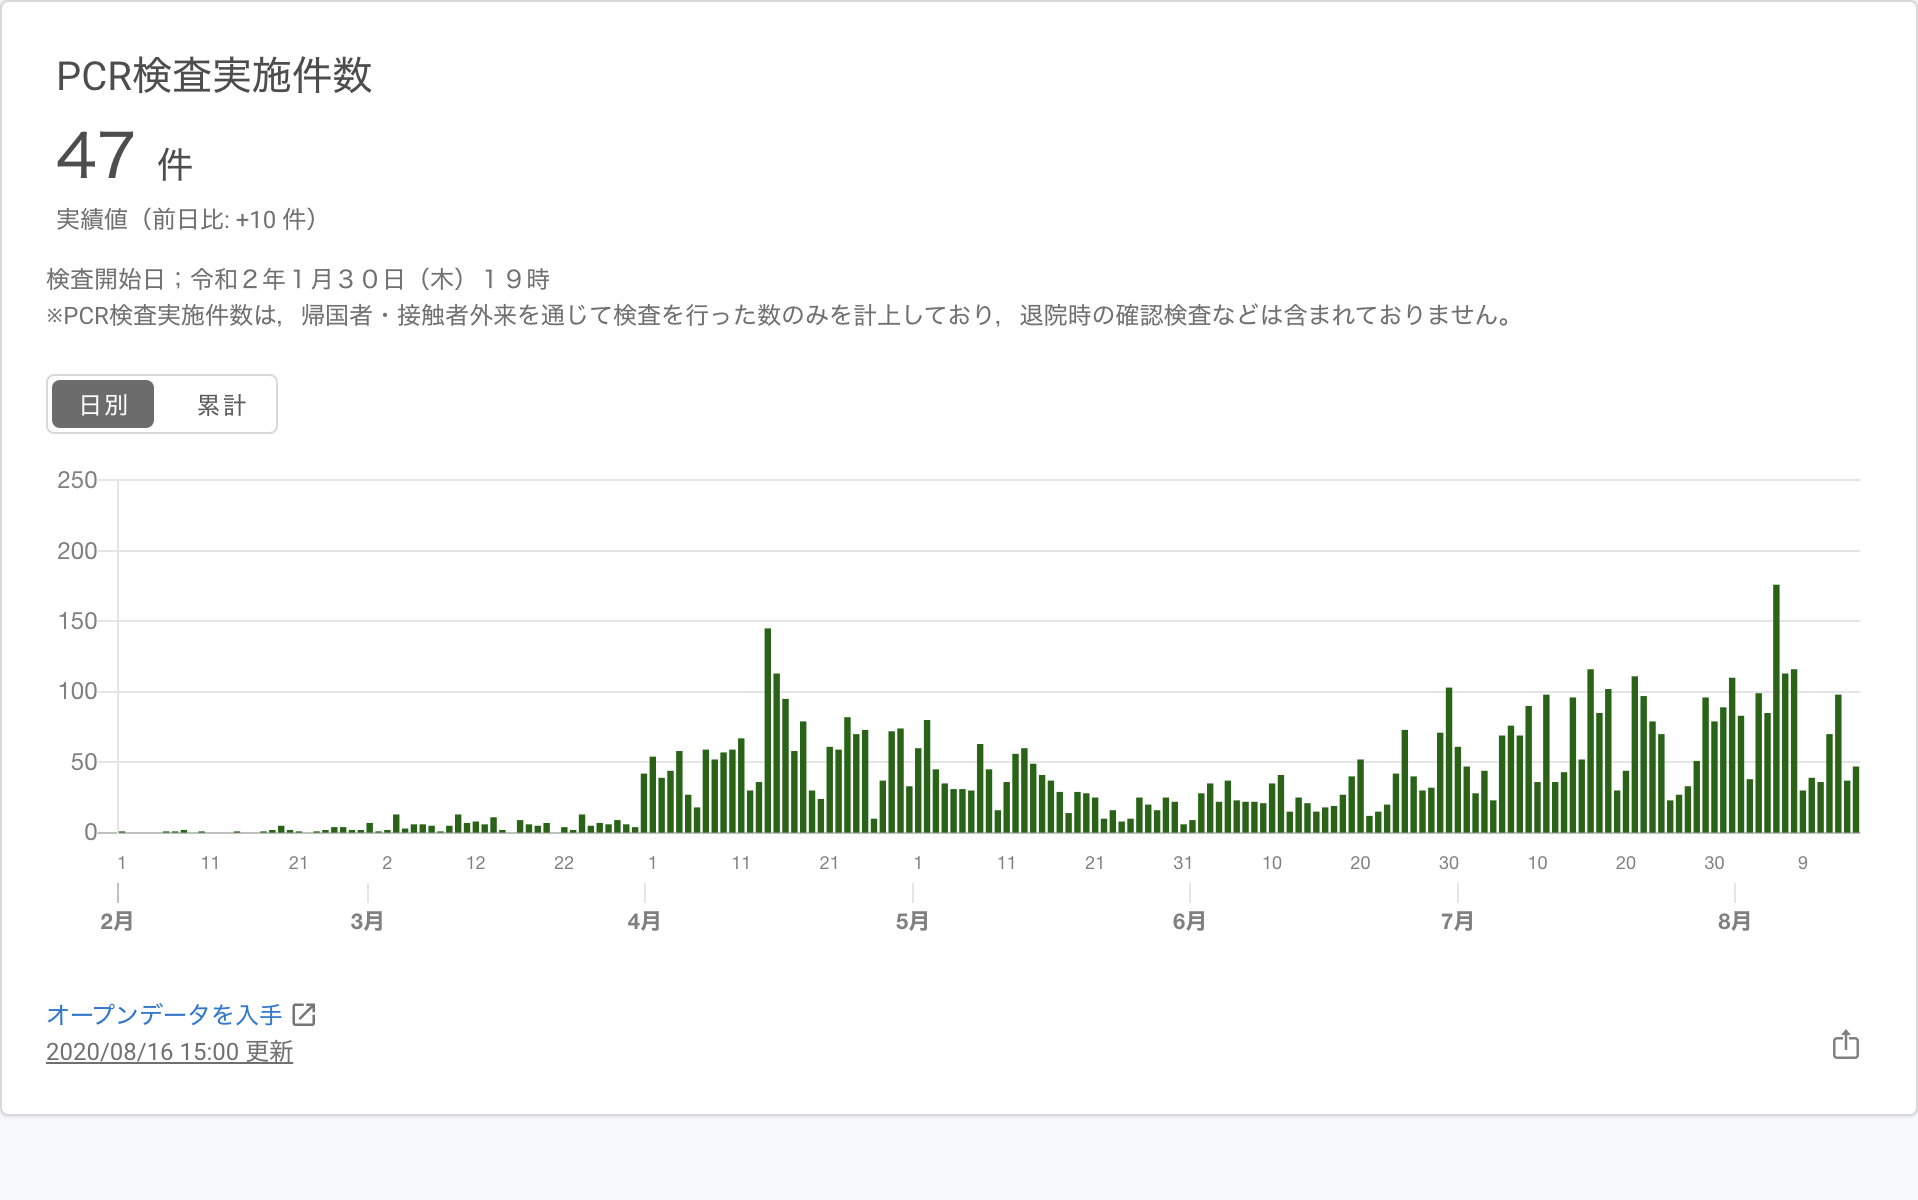 PCR検査実施件数
47 件
実績値（前日比: +10 件）
検査開始日；令和２年１月３０日（木）１９時
※PCR検査実施件数は，帰国者・接触者外来を通じて検査を行った数のみを計上しており，退院時の確認検査などは含まれておりません。
日別 累計
250
200
150
100
50
0
1 11 21 2 12 22 1 11 21 1 11 21 31 10 20 30 10 20 30 9
2月 3月 4月 5月 6月 7月 8月
オープンデータを入手
2020/08/16 15:00 更新